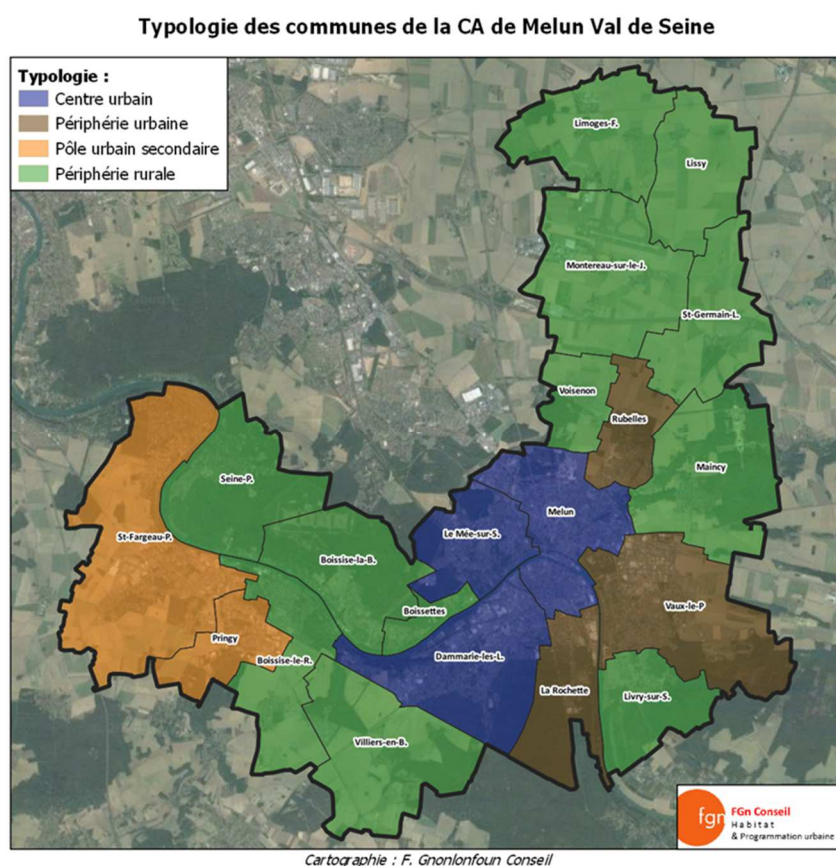 Typologie des communes de la CA de Melun Val de Seine
Typologie :
Centre urbain
Périphérie urbaine
Pôle urbain secondaire
Périphérie rurale
Limoges-F.
Lissy
Montereau-sur-le-J.
St-Germain-L.
Voisenon
Rubelles
Maincy
Seine-P.
Melun
Le Mée-sur-S.
St-Fargeau-P.
Boissise-la-B.
Boissettes
Vaux-le-P
Pringy
Boissise-le-R.
Dammarie-les-L.
La Rochette
Livry-sur-S.
Villiers-en-B.
fgn
FGn Conseil
Habitat
& Programmation urbaine
Cartographie : F. Gnonlonfoun Conseil